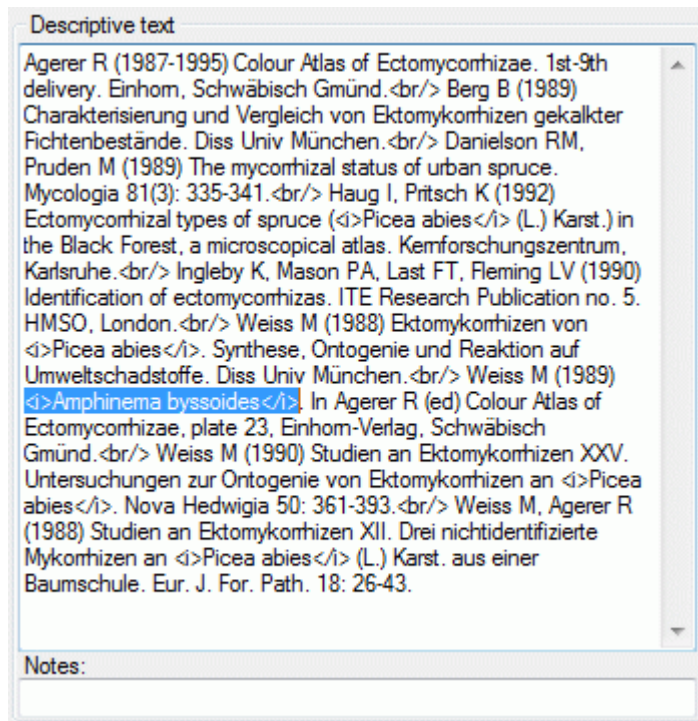 Descriptive text
Agerer R (1987-1995) Colour Atlas of Ectomycorrhizae. 1st-9th
delivery. Einhorn, Schwäbisch Gmünd.<br/> Berg B (1989)
Charakterisierung und Vergleich von Ektomykorrhizen gekalkter
Fichtenbestände. Diss Univ München.<br/> Danielson RM,
Pruden M (1989) The mycorrhizal status of urban spruce.
Mycologia 81(3): 335-341.<br/> Haug I, Pritsch K (1992)
Ectomycorrhizal types of spruce (<i>Picea abies</i> (L.) Karst.) in
the Black Forest, a microscopical atlas. Kernforschungszentrum,
Karlsruhe.<br/> Ingleby K, Mason PA, Last FT, Fleming LV (1990)
Identification of ectomycorrhizas. ITE Research Publication no. 5.
HMSO, London.<br/> Weiss M (1988) Ektomykorrhizen von
<i>Picea abies</i>. Synthese, Ontogenie und Reaktion auf
Umweltschadstoffe. Diss Univ München.<br/> Weiss M (1989)
<i>Amphinema byssoides</i>. In Agerer R (ed) Colour Atlas of
Ectomycorrhizae, plate 23, Einhorn-Verlag, Schwäbisch
Gmünd.<br/> Weiss M (1990) Studien an Ektomykorrhizen XXV.
Untersuchungen zur Ontogenie von Ektomykorrhizen an <i>Picea
abies</i>. Nova Hedwigia 50: 361-393.<br/> Weiss M, Agerer R
(1988) Studien an Ektomykorrhizen XII. Drei nichtidentifizierte
Mykorrhizen an <i>Picea abies</i> (L.) Karst. aus einer
Baumschule. Eur. J. For. Path. 18: 26-43.
Notes: